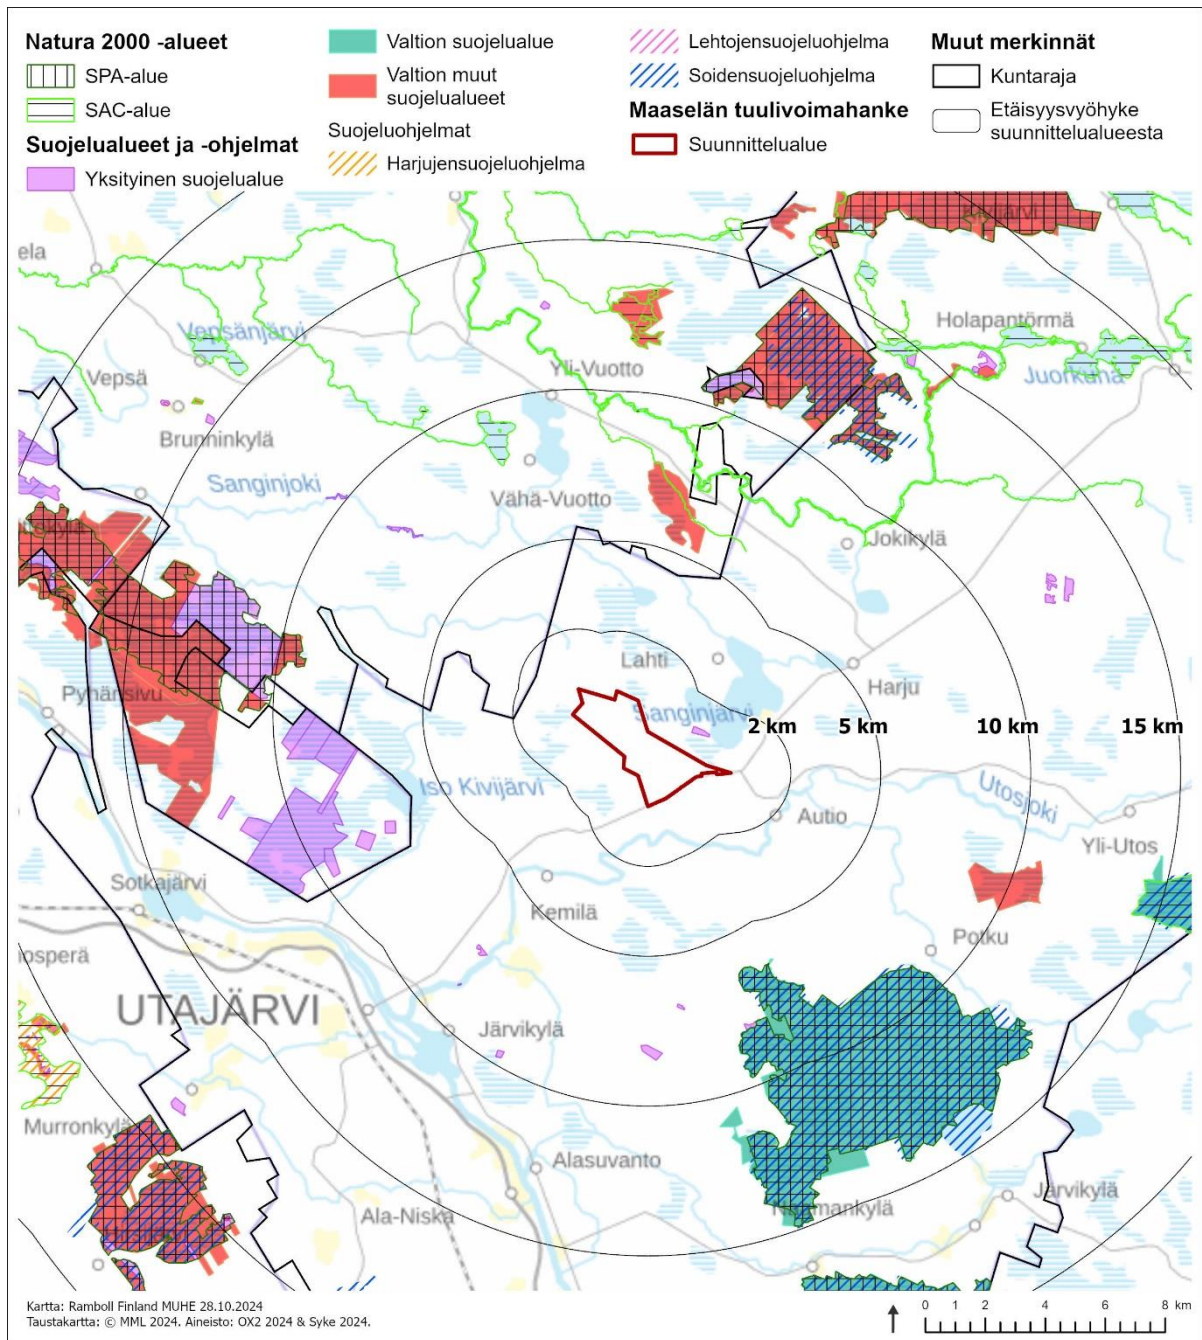 Natura 2000 -alueet
SPA-alue
SAC-alue
Suojelualueet ja -ohjelmat
Yksityinen suojelualue
Valtion suojelualue
Valtion muut
suojelualueet
Suojeluohjelmat
Harjujensuojeluohjelma
Lehtojensuojeluohjelma
Soidensuojeluohjelma
Maaselän tuulivoimahanke
Suunnittelualue
Muut merkinnät
Kuntaraja
Etäisyysvyöhyke
suunnittelualueesta
ela
Vepsänjärvi
Holapantörmä
Yli-Vuotto
Juorkuna
Vepsä
Brunninkylä
Sanginjoki
Vähä-Vuotto
Jokikylä
Lahti
Harju
Pyhänsivu
Sanginjärvi
2 km
5 km
10 km
15 km
Iso Kivijärvi
Utosjoki
Autio
Yli-Utos
Sotkajärvi
Kemilä
Potku
nosperä
UTAJÄRVI
Järvikylä
Murronkylä
Alasuvanto
Järvikylä
Ala-Niska
Kartta: Ramboll Finland MUHE 28.10.2024
Taustakartta: © MML 2024. Aineisto: OX2 2024 & Syke 2024.
0 1 2 4 6 8 km